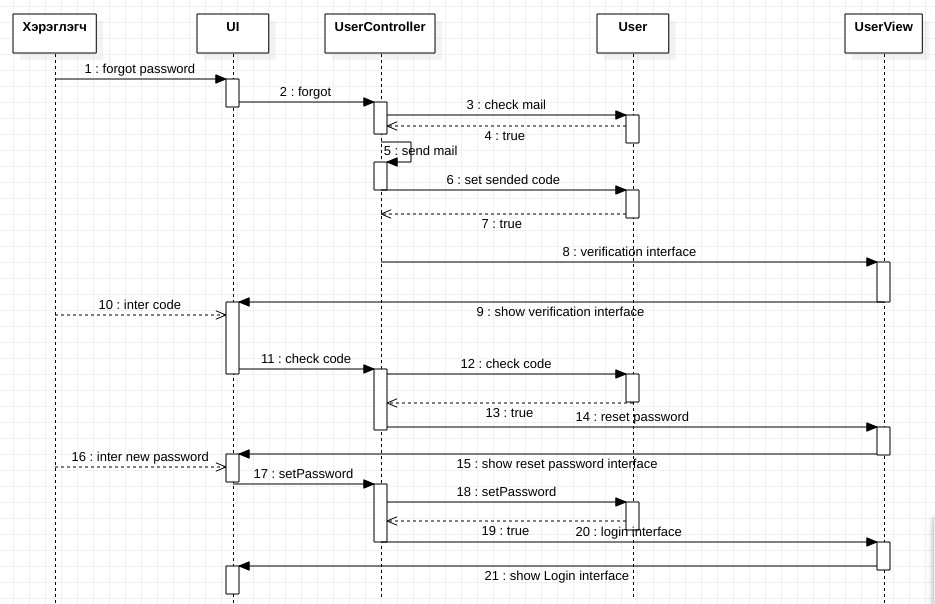 Хэрэглэгч
UI
UserController
User
UserView
1 : forgot password
2 : forgot
3 : check mail
4 : true
5 : send mail
6 : set sended code
7 : true
8 : verification interface
9 : show verification interface
10 : inter code
11 : check code
12 : check code
13 : true
14 : reset password
15 : show reset password interface
16 : inter new password
17 : setPassword
18 : setPassword
19 : true
20 : login interface
21 : show Login interface